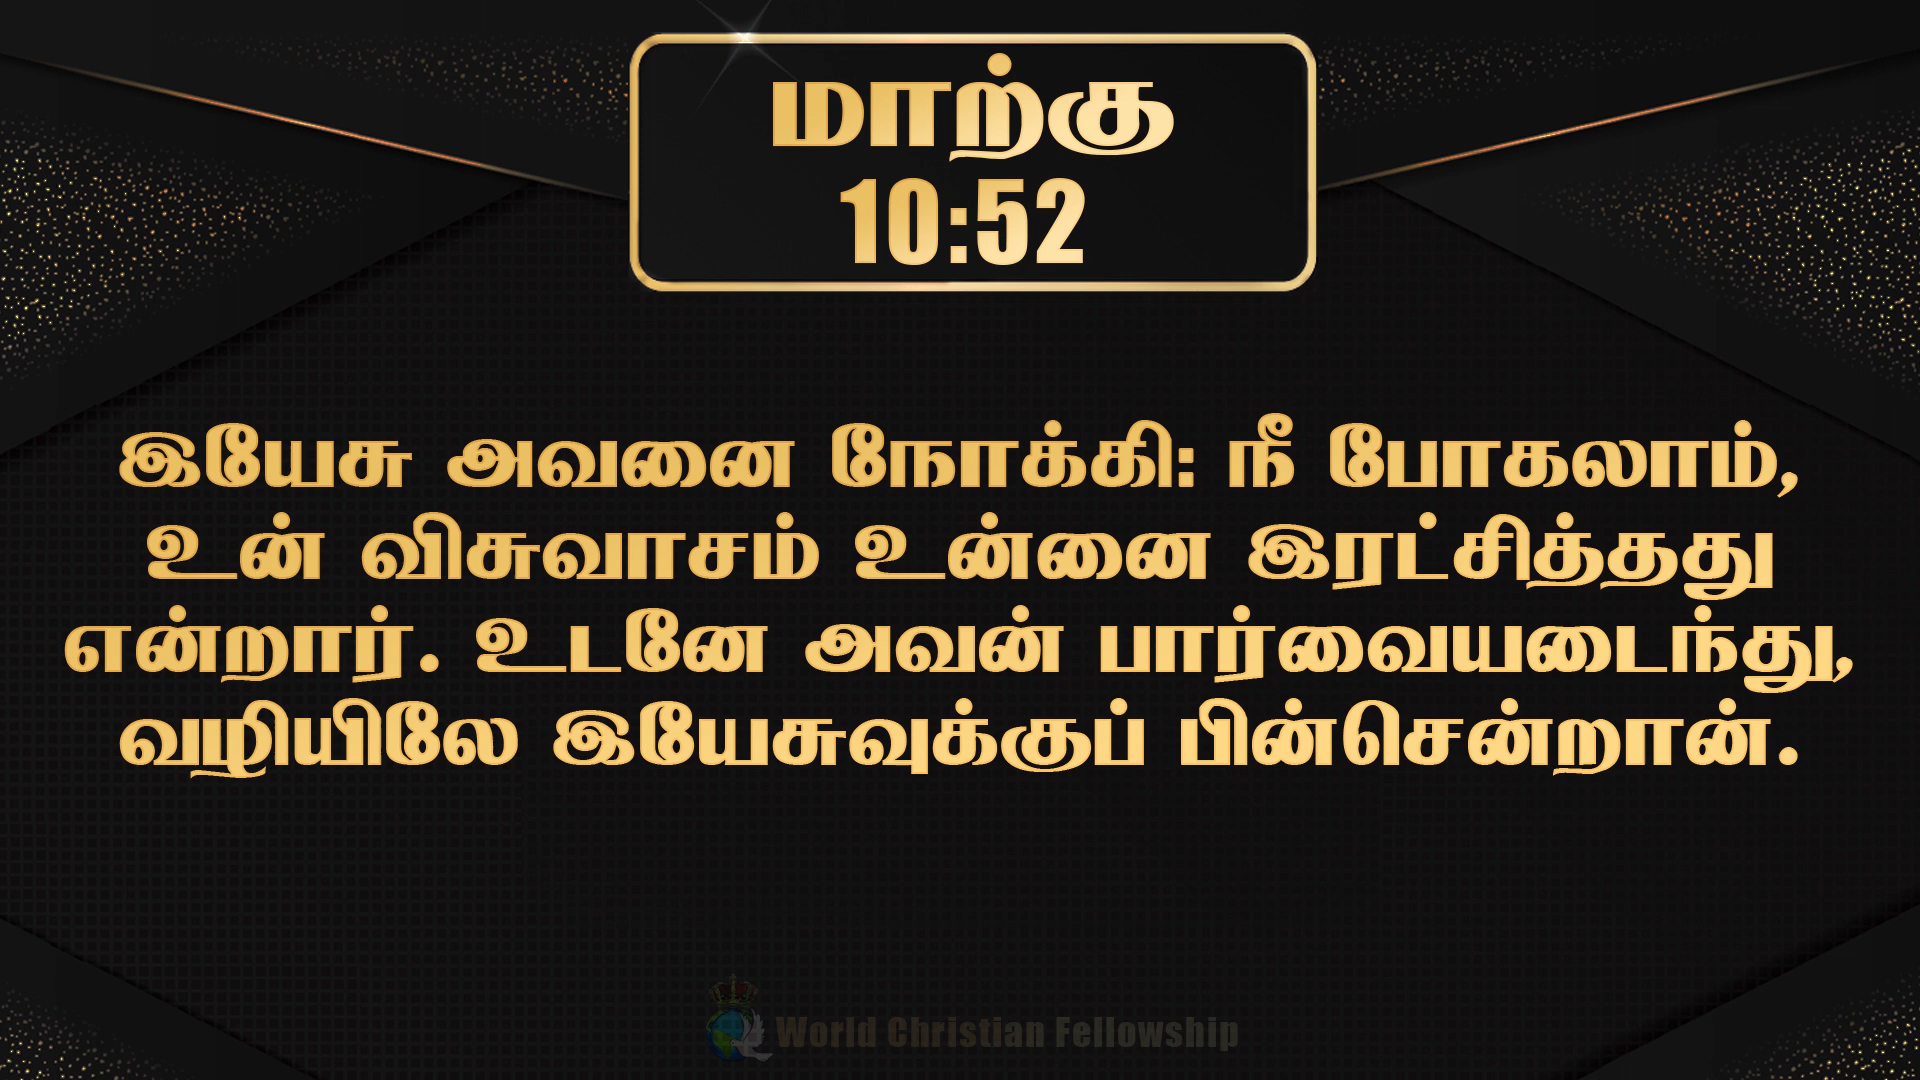 மாற்கு
10:52
இயேசு அவனை நோக்கி: நீ போகலாம்,
உன் விசுவாசம் உன்னை இரட்சித்தது
என்றார். உடனே அவன் பார்வையடைந்து,
வழியிலே இயேசுவுக்குப் பின்சென்றான்.
World Christian Fellowship